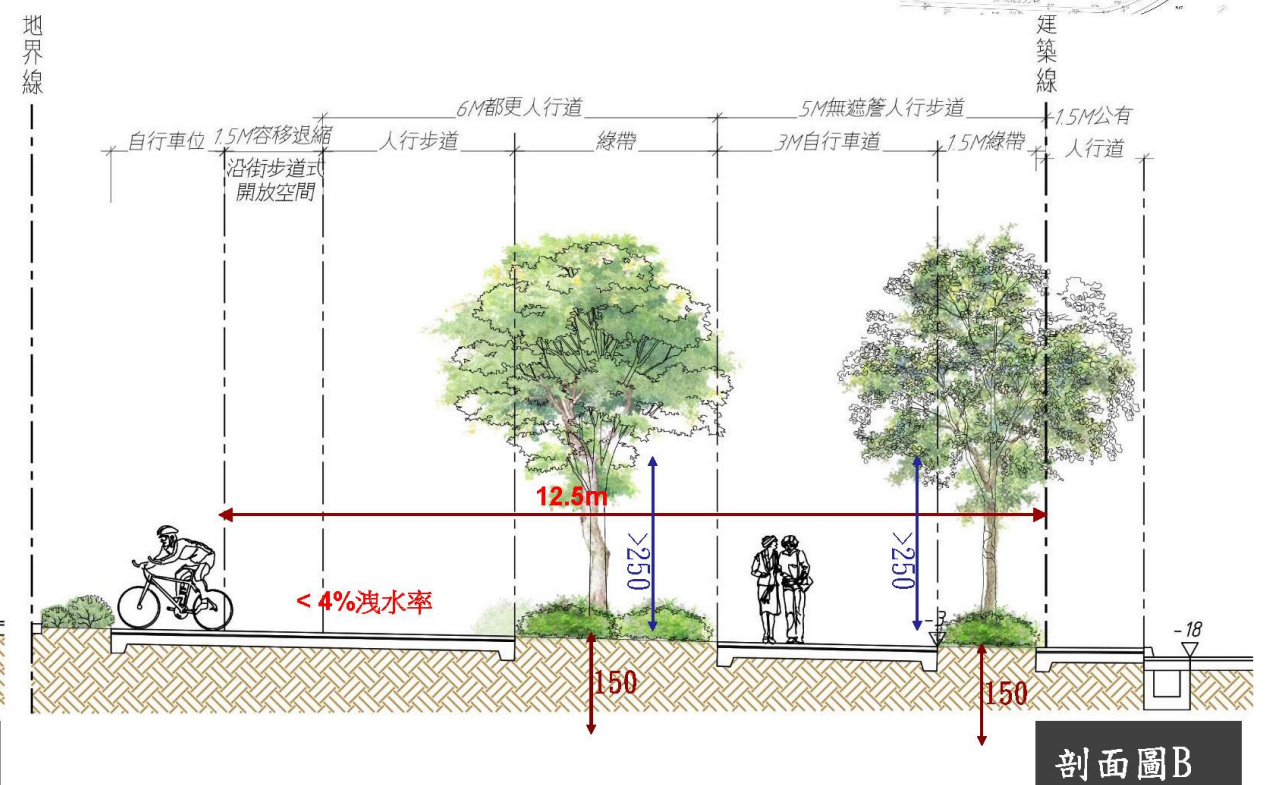 地界線
建築線
6M都更人行道
5M無遮簷人行步道
1.5M公有
人行道
自行車位
1.5M容移退縮
沿街步道式
開放空間
人行步道
綠帶
3M自行車道
1.5M綠帶
12.5m
>250
>250
< 4%洩水率
-3
-18
150
150
剖面圖B